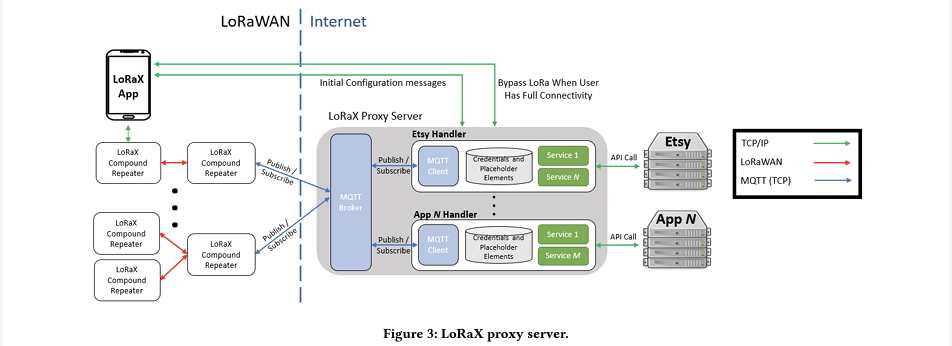 LoRaWAN
Internet
LoRaX
App
Initial Configuration messages
Bypass LoRa When User
Has Full Connectivity
LoRaX Proxy Server
LoRaX
Compound
Repeater
LoRaX
Compound
Repeater
Publish /
Subscribe
LoRaX
Compound
Repeater
LoRaX
Compound
Repeater
LoRaX
Compound
Repeater
Publish /
Subscribe
MQTT
Broker
Etsy Handler
Publish /
Subscribe
MQTT
Client
Credentials and
Placeholder
Elements
Service 1
Service N
API Call
Etsy
App N Handler
Publish /
Subscribe
MQTT
Client
Credentials and
Placeholder
Elements
Service 1
Service M
API Call
App N
TCP/IP
LoRaWAN
MQTT (TCP)
Figure 3: LoRaX proxy server.